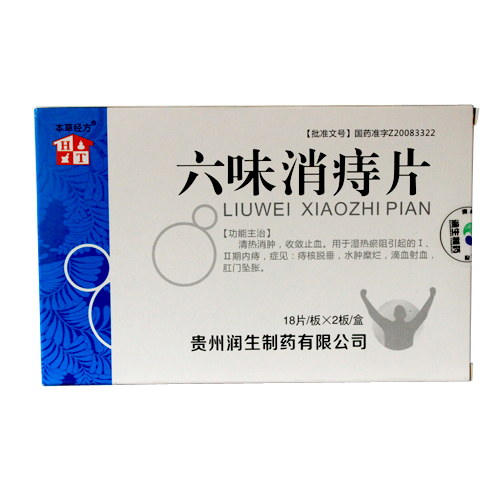 本草经方®
H
T
【批准文号】国药准字Z20083322
六味消痔片
LIUWEI XIAOZHI PIAN
【功能主治】
清热消肿，收敛止血。用于湿热瘀阻引起的Ⅰ、
Ⅱ期内痔，症见：痔核脱垂，水肿糜烂，滴血射血，
肛门坠胀。
18片/板×2板/盒
贵州润生制药有限公司